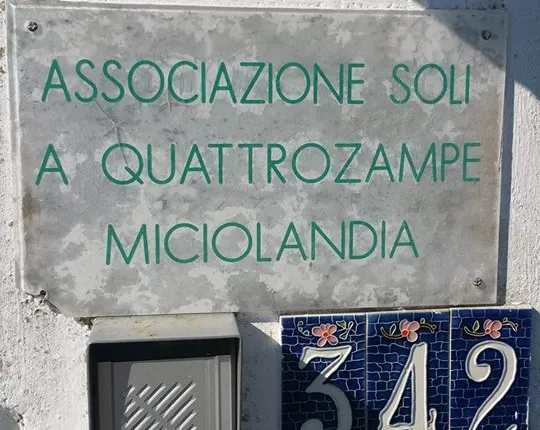 ASSOCIAZIONE SOLI
A QUATTROZAMPE
MICIOLANDIA
342